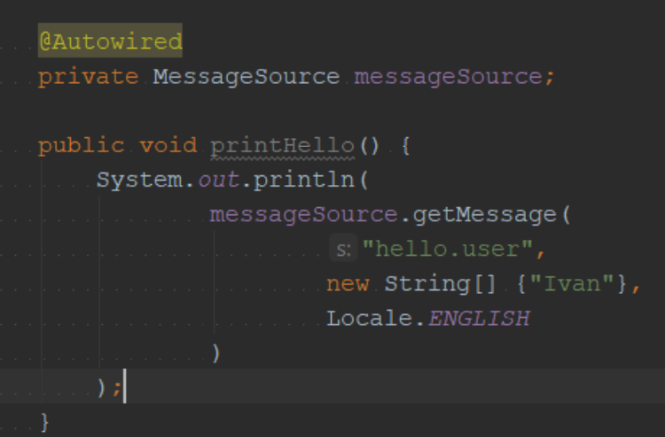 @Autowired
private MessageSource messageSource;
public void printHello() {
System.out.println(
messageSource.getMessage(
s: "hello.user",
new String[] {"Ivan"},
Locale.ENGLISH
)
);
}